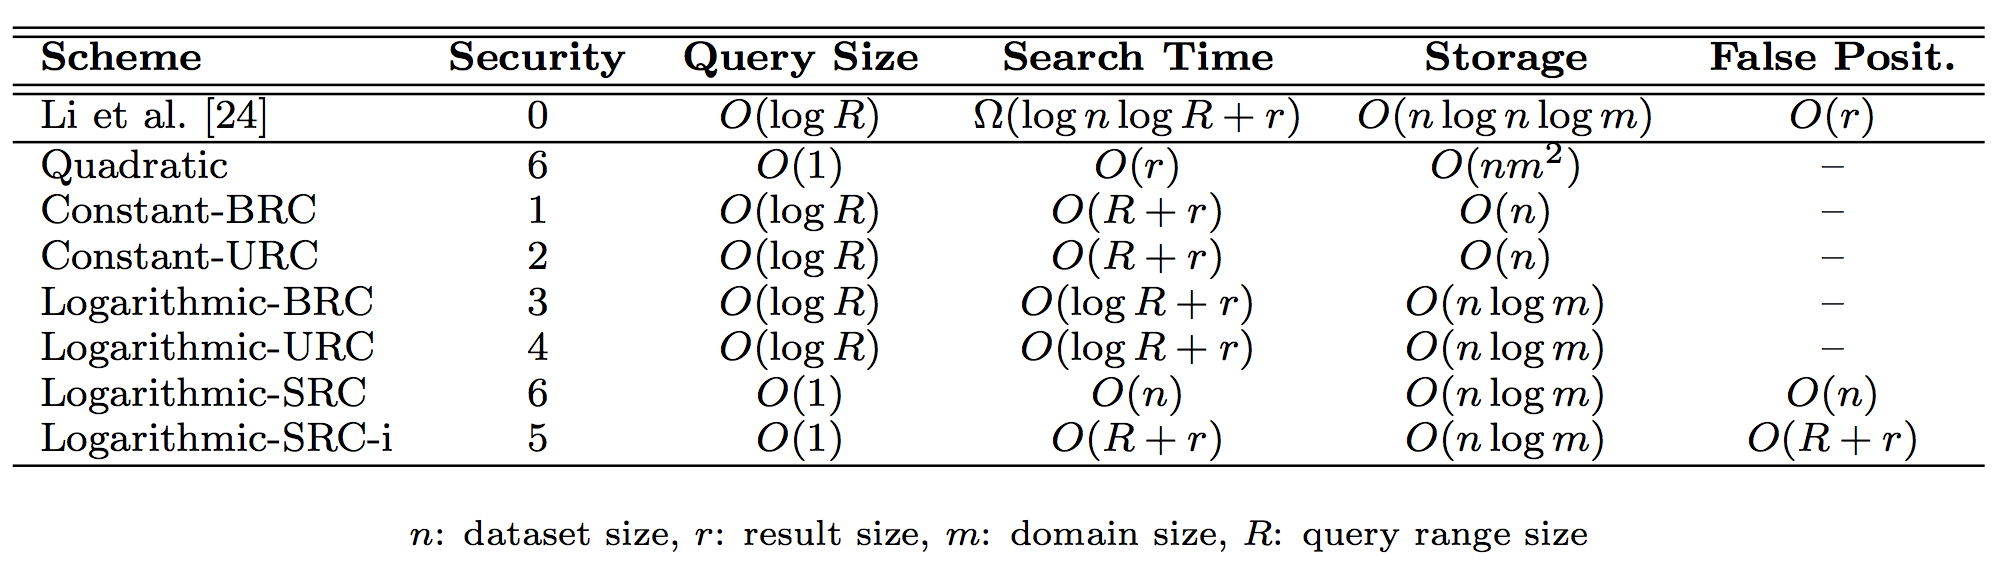 Scheme Security Query Size Search Time Storage False Posit.
Li et al. [24] 0 O(log R) Ω(log n log R + r) O(n log n log m) O(r)
Quadratic 6 O(1) O(r) O(nm²) –
Constant-BRC 1 O(log R) O(R + r) O(n) –
Constant-URC 2 O(log R) O(R + r) O(n) –
Logarithmic-BRC 3 O(log R) O(log R + r) O(n log m) –
Logarithmic-URC 4 O(log R) O(log R + r) O(n log m) –
Logarithmic-SRC 6 O(1) O(n) O(n log m) O(n)
Logarithmic-SRC-i 5 O(1) O(R + r) O(n log m) O(R + r)
n: dataset size, r: result size, m: domain size, R: query range size